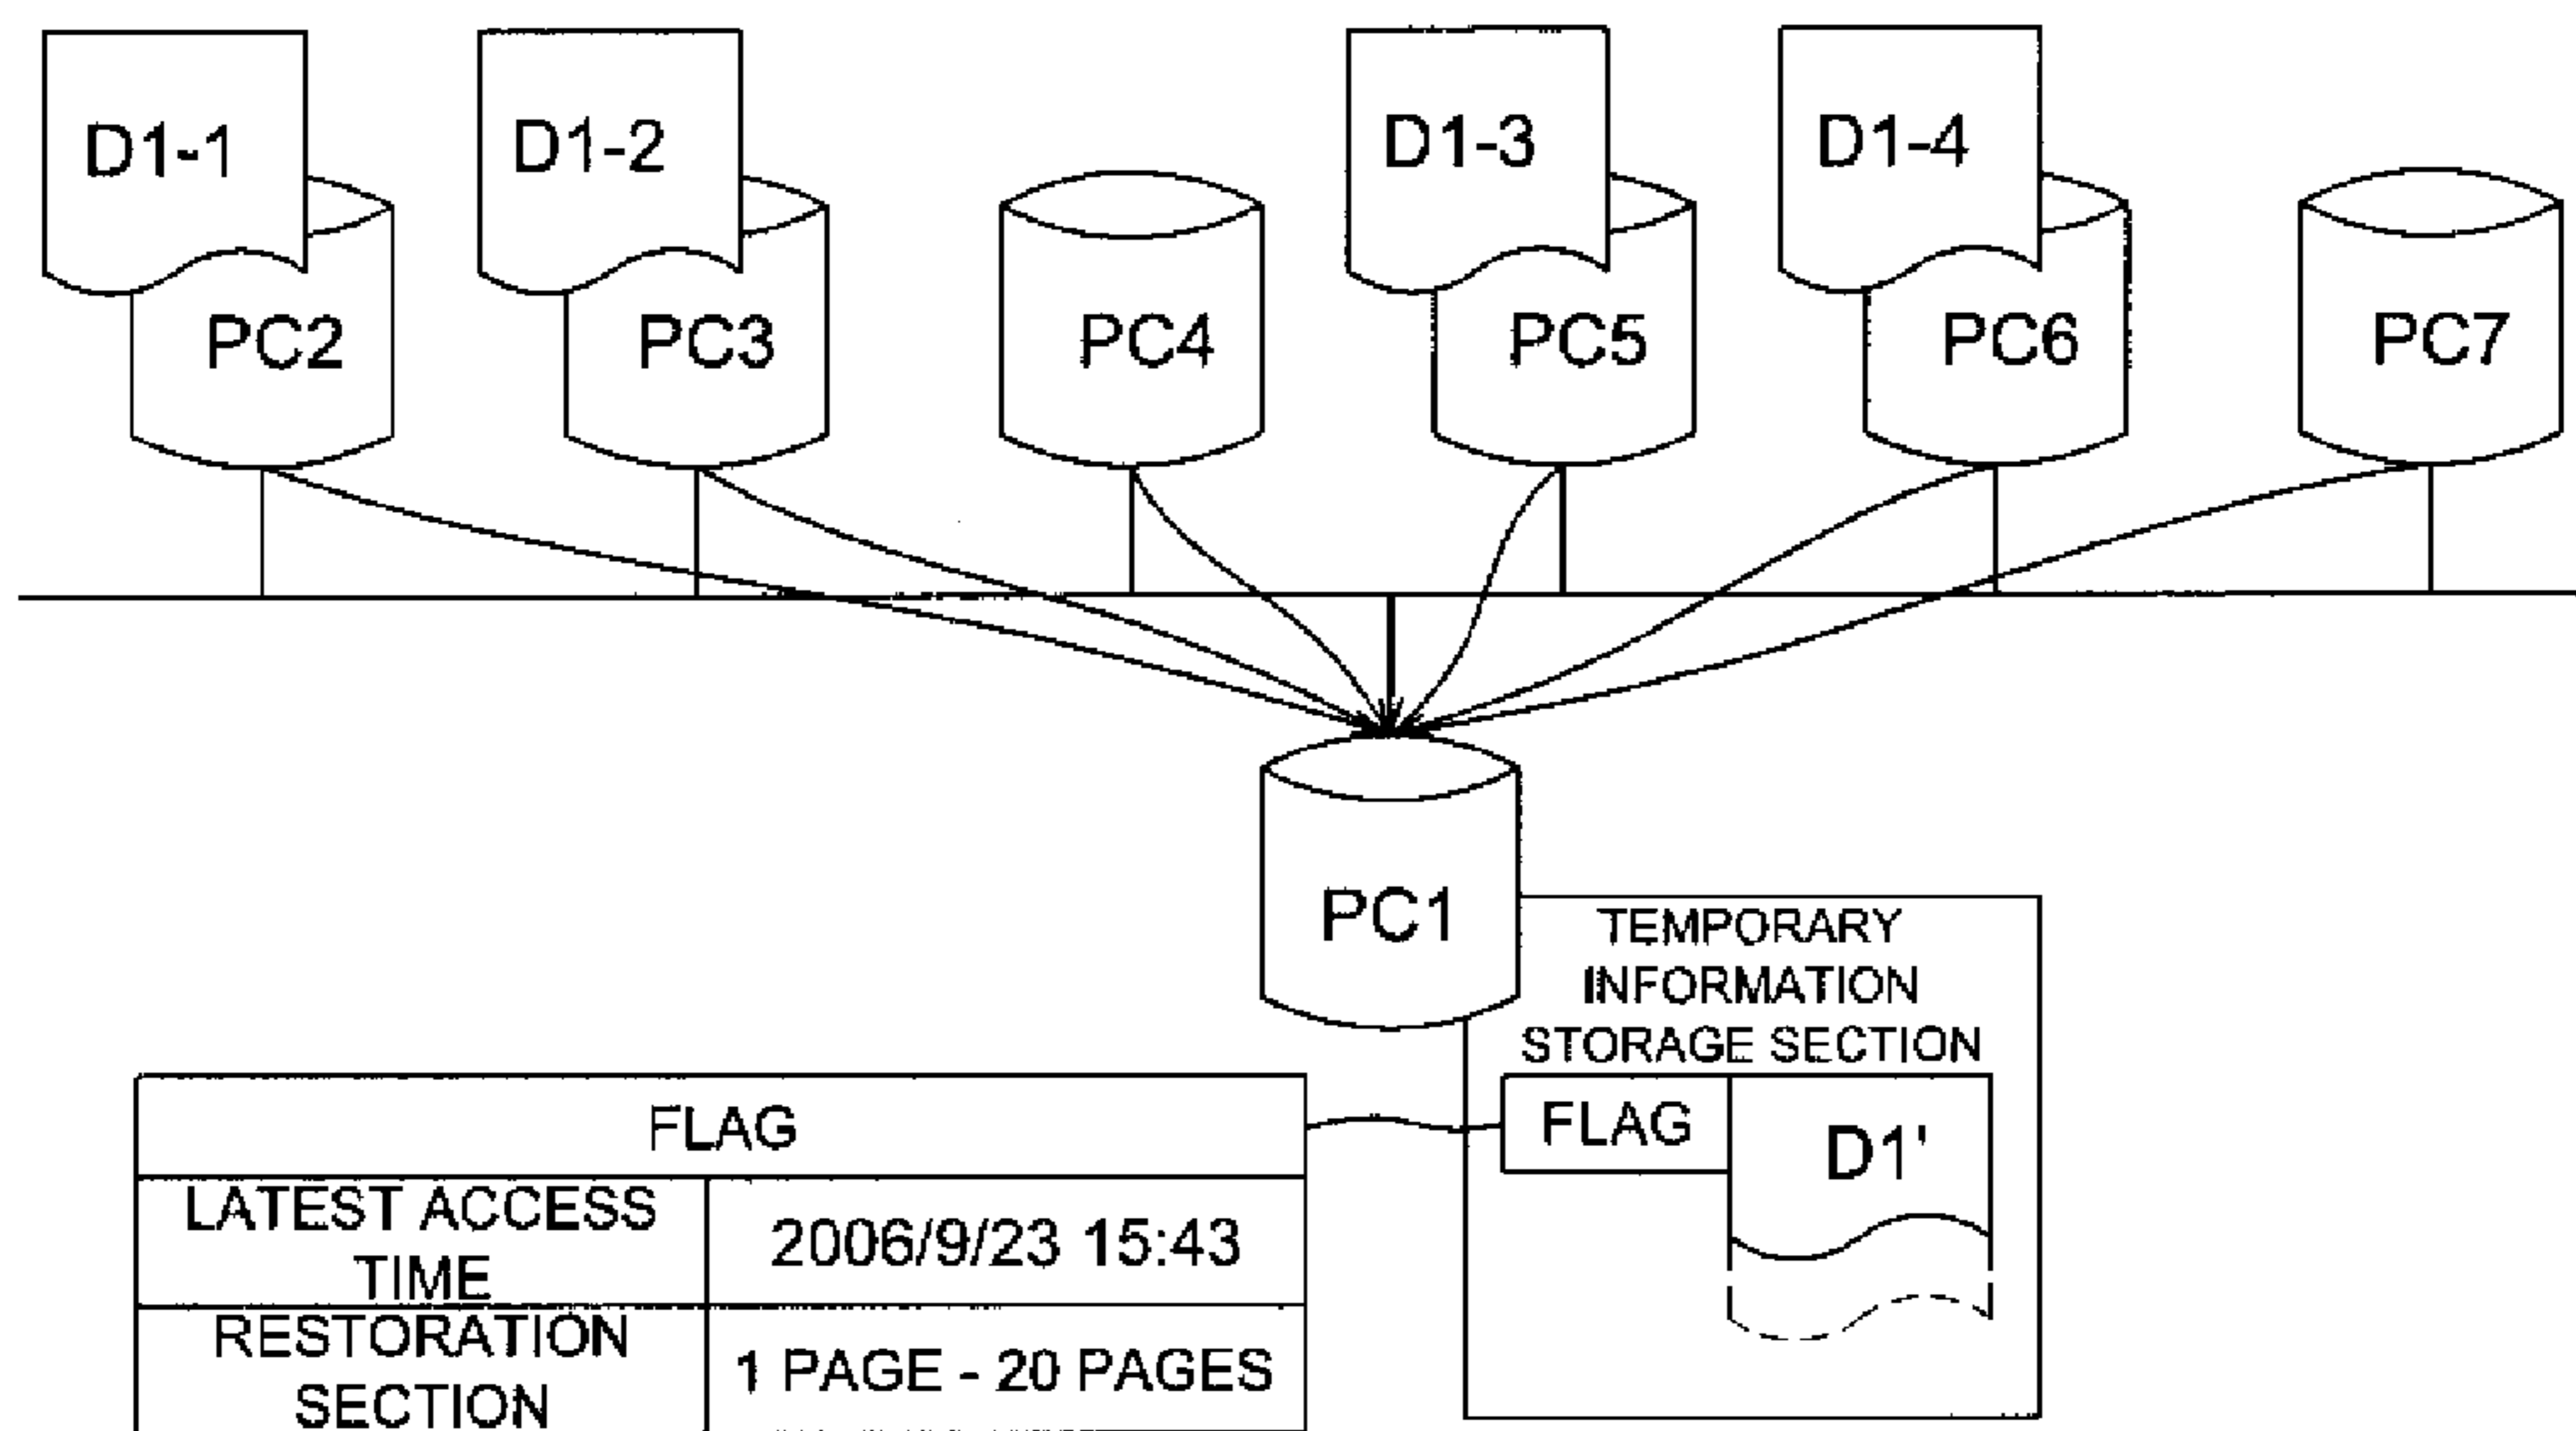 D1-1
D1-2
D1-3
D1-4
PC2
PC3
PC4
PC5
PC6
PC7
PC1
TEMPORARY
INFORMATION
STORAGE SECTION
FLAG
D1'
FLAG
LATEST ACCESS
TIME
2006/9/23 15:43
RESTORATION
SECTION
1 PAGE - 20 PAGES